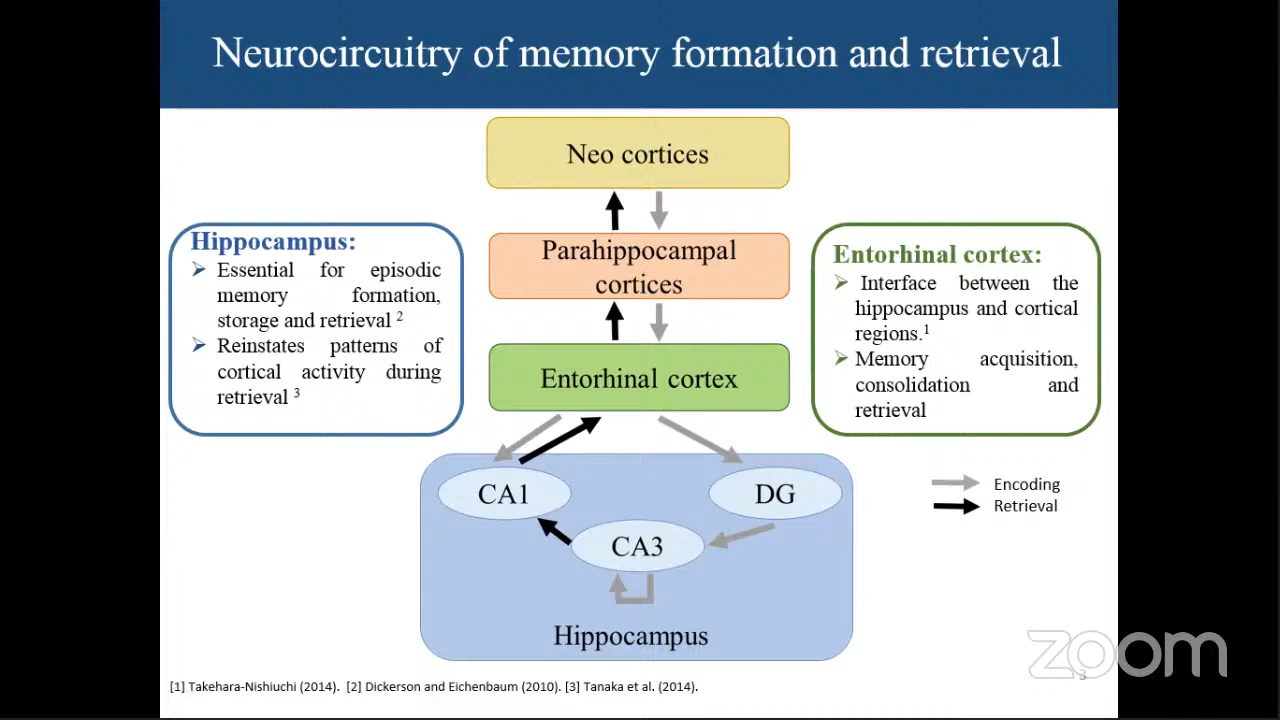 Neurocircuitry of memory formation and retrieval
Neo cortices
Parahippocampal
cortices
Entorhinal cortex
Hippocampus:
➢ Essential for episodic
memory formation,
storage and retrieval 2
➢ Reinstates patterns of
cortical activity during
retrieval 3
Entorhinal cortex:
➢ Interface between the
hippocampus and cortical
regions.1
➢ Memory acquisition,
consolidation and
retrieval
CA1
DG
CA3
Hippocampus
Encoding
Retrieval
[1] Takehara-Nishiuchi (2014). [2] Dickerson and Eichenbaum (2010). [3] Tanaka et al. (2014).
zoom
3